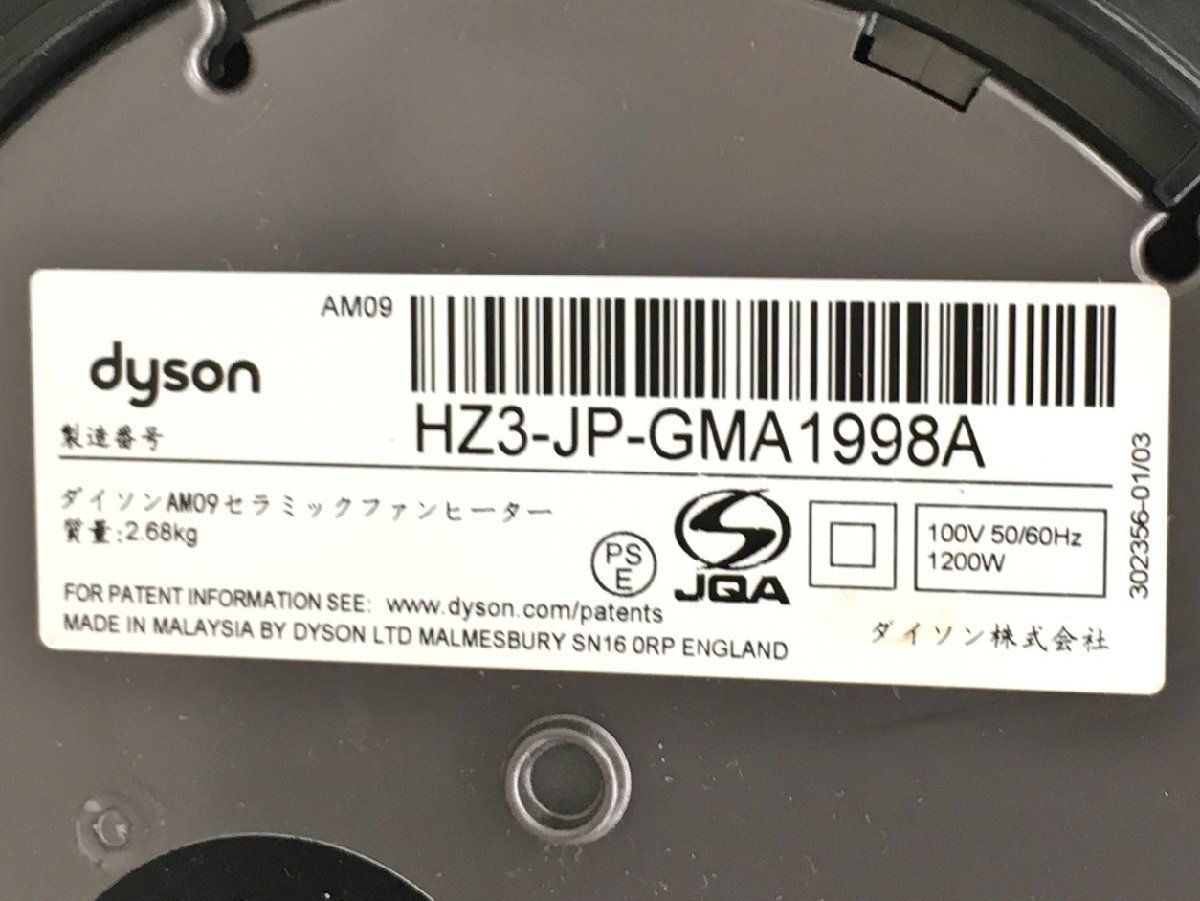 AM09
dyson
製造番号
HZ3-JP-GMA1998A
ダイソンAM09セラミックファンヒーター
質量:2.68kg
PS
E
JQA
100V 50/60Hz
1200W
302356-01/03
FOR PATENT INFORMATION SEE: www.dyson.com/patents
MADE IN MALAYSIA BY DYSON LTD MALMESBURY SN16 0RP ENGLAND
ダイソン株式会社